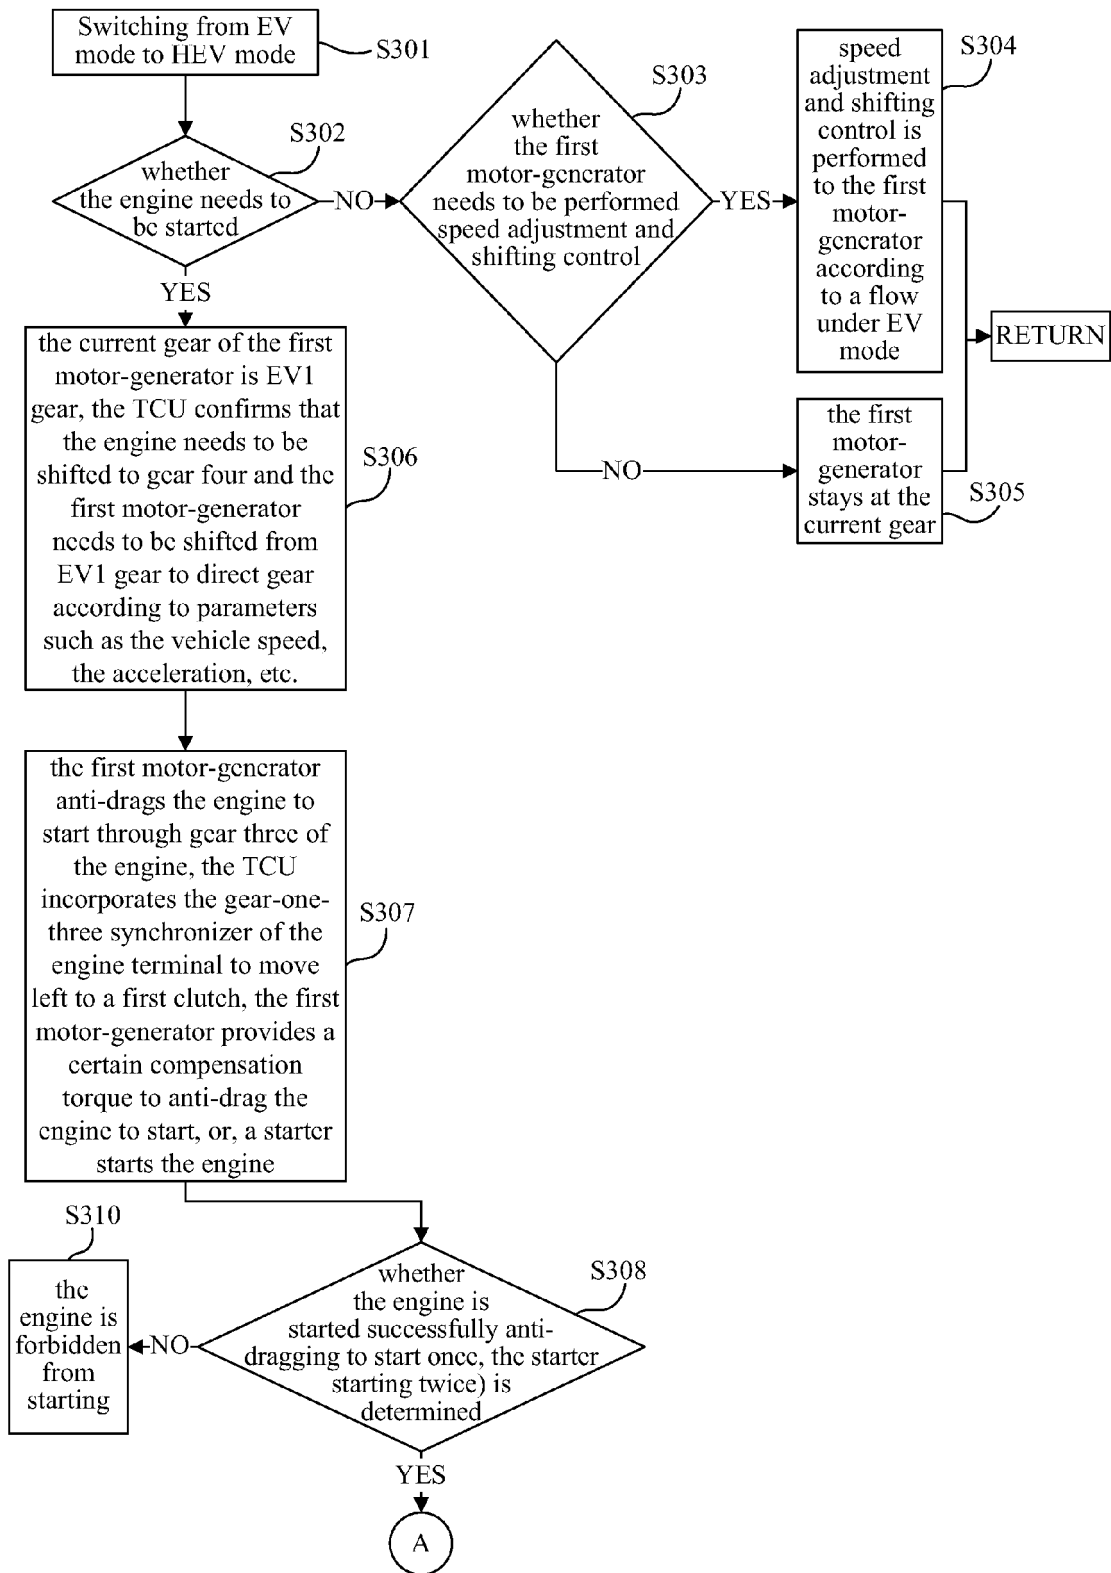 Switching from EV
mode to HEV mode
S301
S302
whether
the engine needs to
be started
NO
YES
S303
whether
the first
motor-generator
needs to be performed
speed adjustment and
shifting control
YES
NO
S304
speed
adjustment
and shifting
control is
performed
to the first
motor-
generator
according
to a flow
under EV
mode
RETURN
the first
motor-
generator
stays at the
current gear
S305
the current gear of the first
motor-generator is EV1
gear, the TCU confirms that
the engine needs to be
shifted to gear four and the
first motor-generator
needs to be shifted from
EV1 gear to direct gear
according to parameters
such as the vehicle speed,
the acceleration, etc.
S306
the first motor-generator
anti-drags the engine to
start through gear three of
the engine, the TCU
incorporates the gear-one-
three synchronizer of the
engine terminal to move
left to a first clutch, the first
motor-generator provides a
certain compensation
torque to anti-drag the
engine to start, or, a starter
starts the engine
S307
S310
the
engine is
forbidden
from
starting
NO
S308
whether
the engine is
started successfully anti-
dragging to start once, the starter
starting twice) is
determined
YES
A